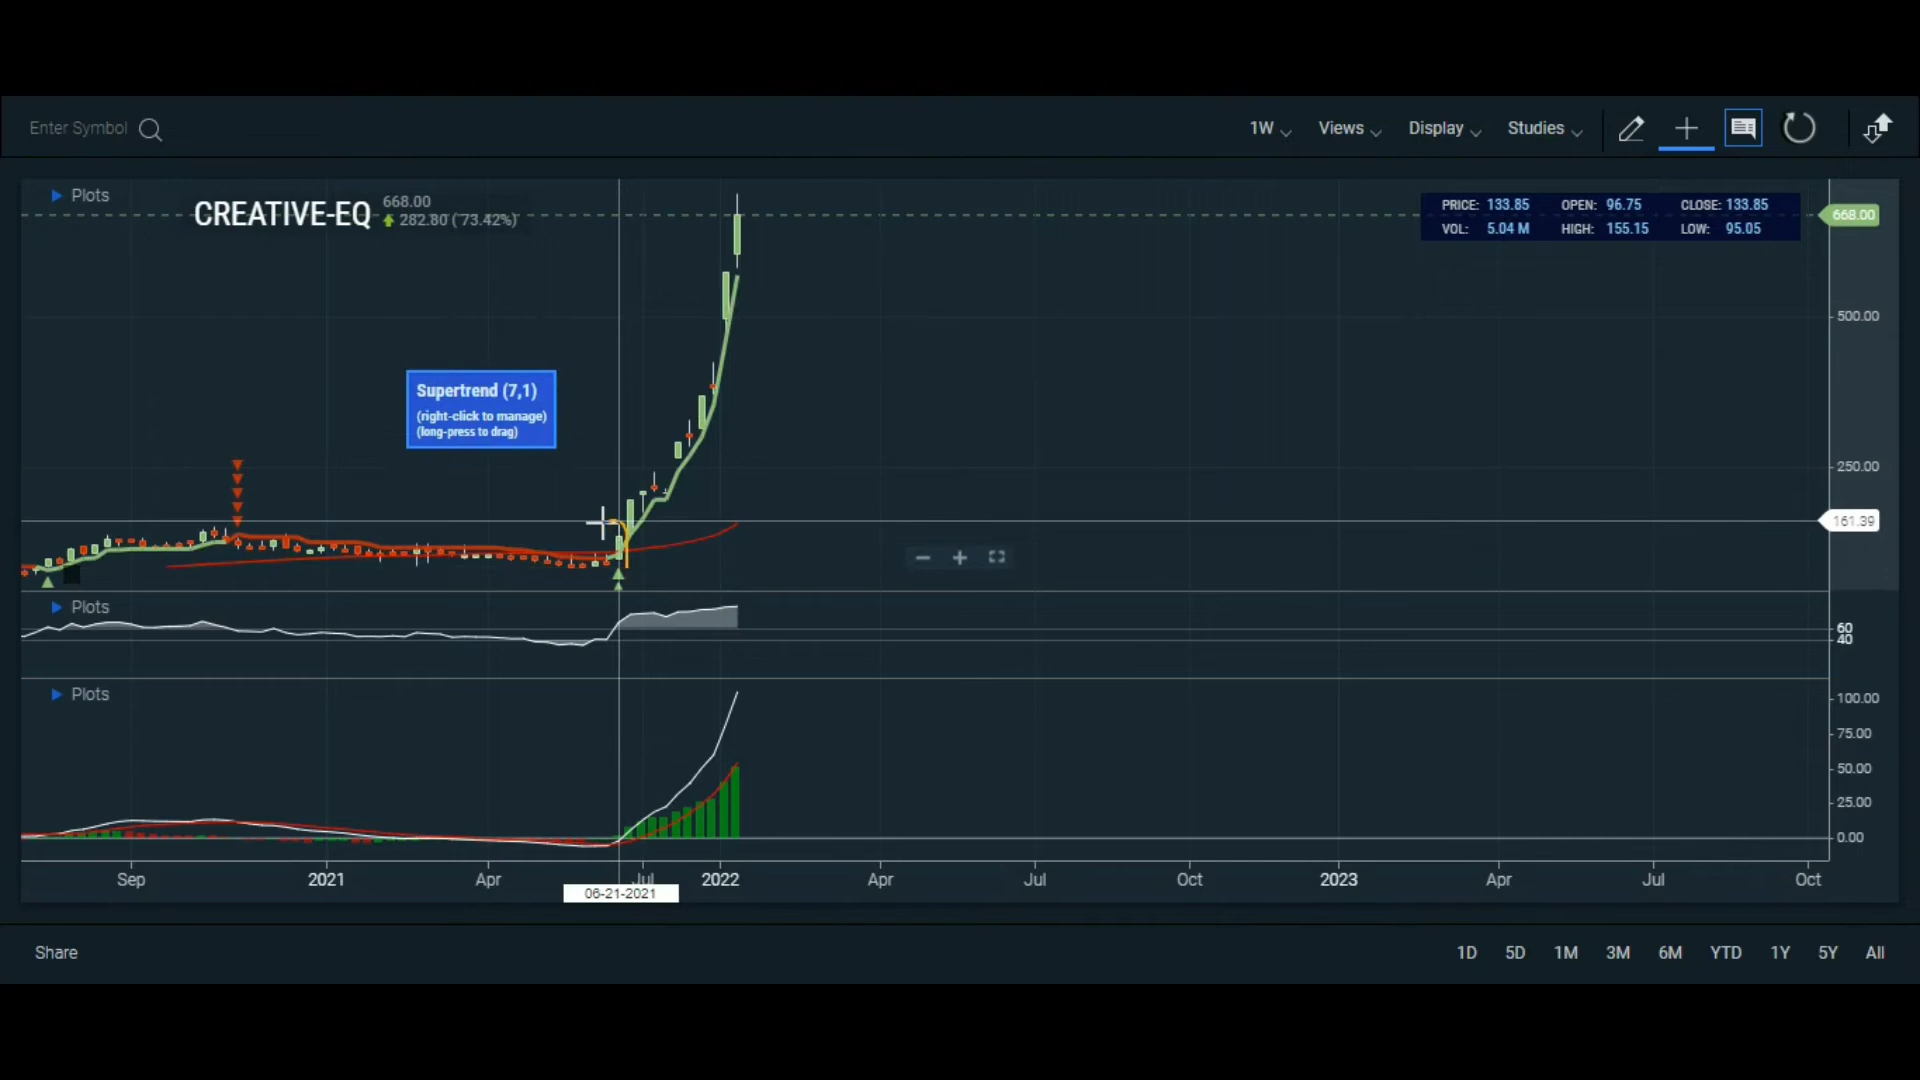 Enter Symbol
1W Views Display Studies
Plots
CREATIVE-EQ 668.00
282.80 (73.42%)
PRICE: 133.85 OPEN: 96.75 CLOSE: 133.85
VOL: 5.04 M HIGH: 155.15 LOW: 95.05
668.00
500.00
Supertrend (7,1)
(right-click to manage)
(long-press to drag)
250.00
161.39
Plots
60
40
Plots
100.00
75.00
50.00
25.00
0.00
Sep 2021 Apr Jul 2022 Apr Jul Oct 2023 Apr Jul Oct
06-21-2021
Share
1D 5D 1M 3M 6M YTD 1Y 5Y All